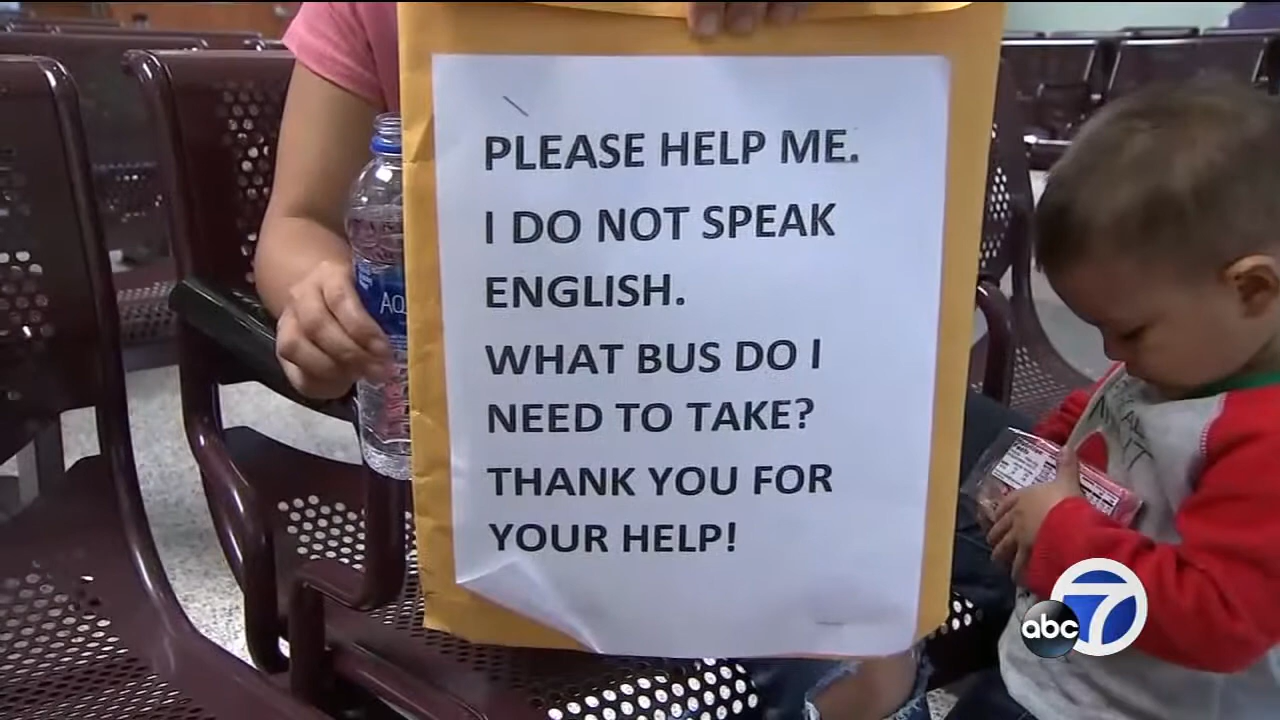 PLEASE HELP ME.
I DO NOT SPEAK
ENGLISH.
WHAT BUS DO I
NEED TO TAKE?
THANK YOU FOR
YOUR HELP!
AQ
abc 7